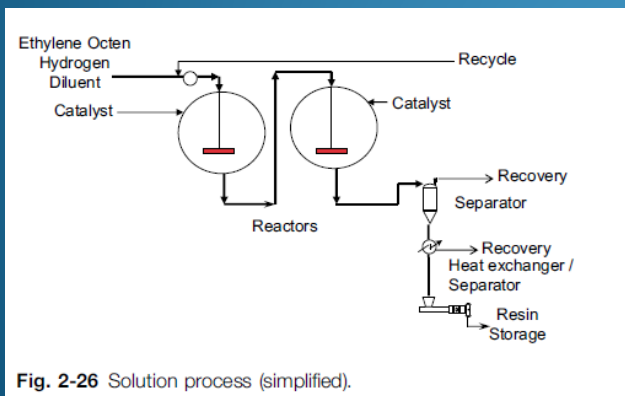 Ethylene Octen
Hydrogen
Diluent
Recycle
Catalyst
Catalyst
Reactors
Recovery
Separator
Recovery
Heat exchanger /
Separator
Resin
Storage
Fig. 2-26 Solution process (simplified).